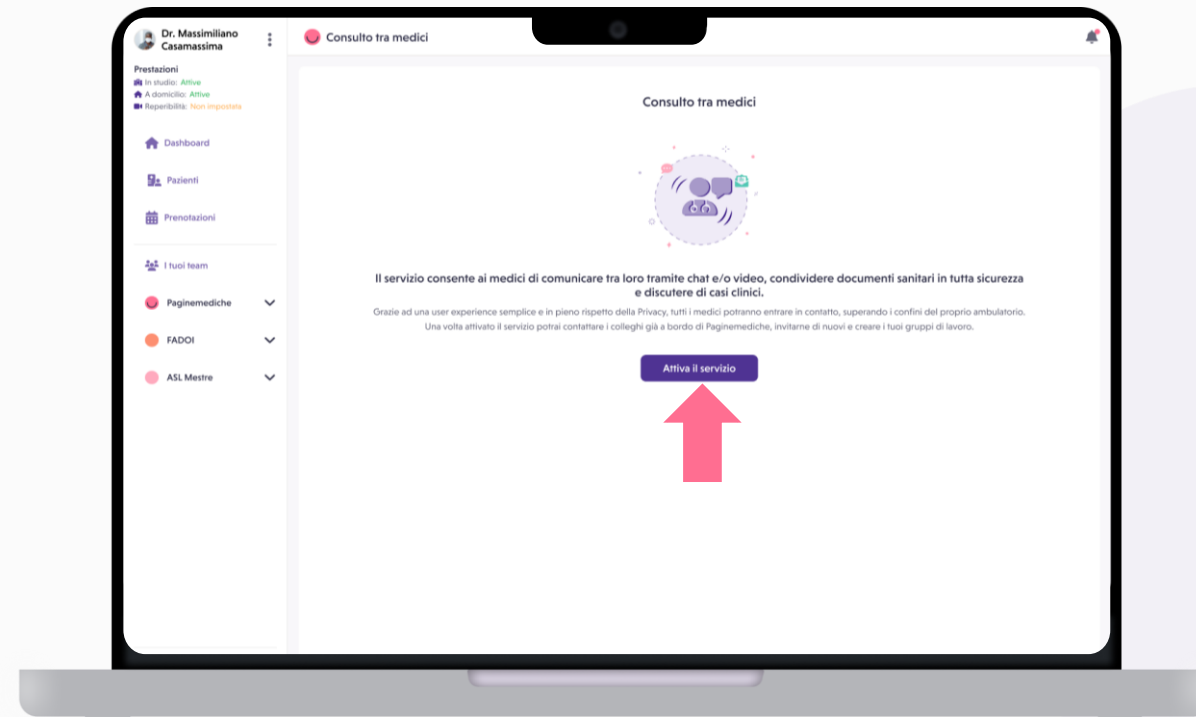 Dr. Massimiliano
Casamassima
Prestazioni
In studio: Attive
A domicilio: Attive
Reperibilità: Non impostata
Dashboard
Pazienti
Prenotazioni
I tuoi team
Paginemediche
FADOI
ASL Mestre
Consulto tra medici
Consulto tra medici
Il servizio consente ai medici di comunicare tra loro tramite chat e/o video, condividere documenti sanitari in tutta sicurezza
e discutere di casi clinici.
Grazie ad una user experience semplice e in pieno rispetto della Privacy, tutti i medici potranno entrare in contatto, superando i confini del proprio ambulatorio.
Una volta attivato il servizio potrai contattare i colleghi già a bordo di Paginemediche, invitarne di nuovi e creare i tuoi gruppi di lavoro.
Attiva il servizio